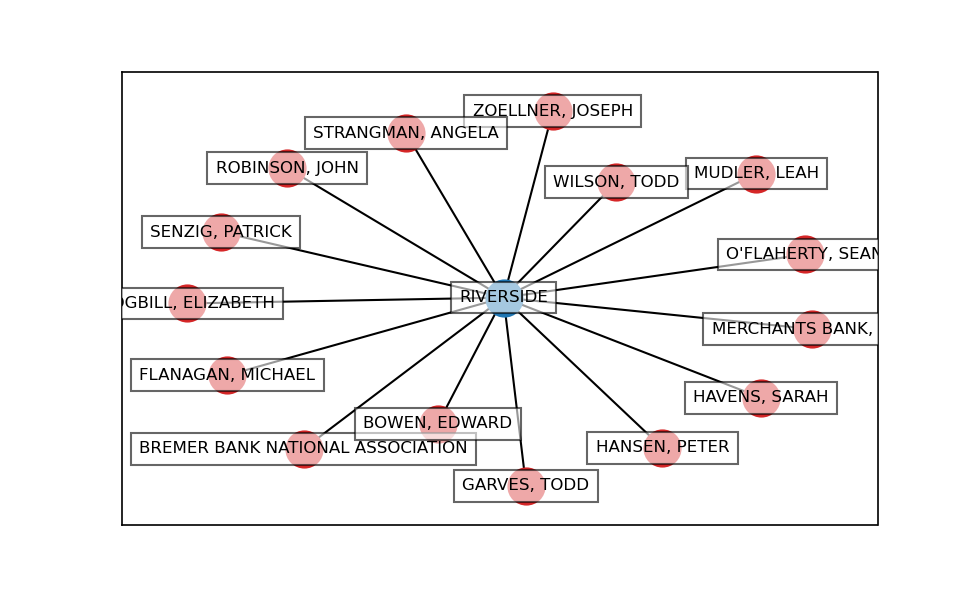 ZOELLNER, JOSEPH
STRANGMAN, ANGELA
ROBINSON, JOHN
MUDLER, LEAH
WILSON, TODD
SENZIG, PATRICK
O'FLAHERTY, SEAN
RIVERSIDE
ELIZABETH
MERCHANTS BANK,
FLANAGAN, MICHAEL
HAVENS, SARAH
BOWEN, EDWARD
HANSEN, PETER
BREMER BANK NATIONAL ASSOCIATION
GARVES, TODD